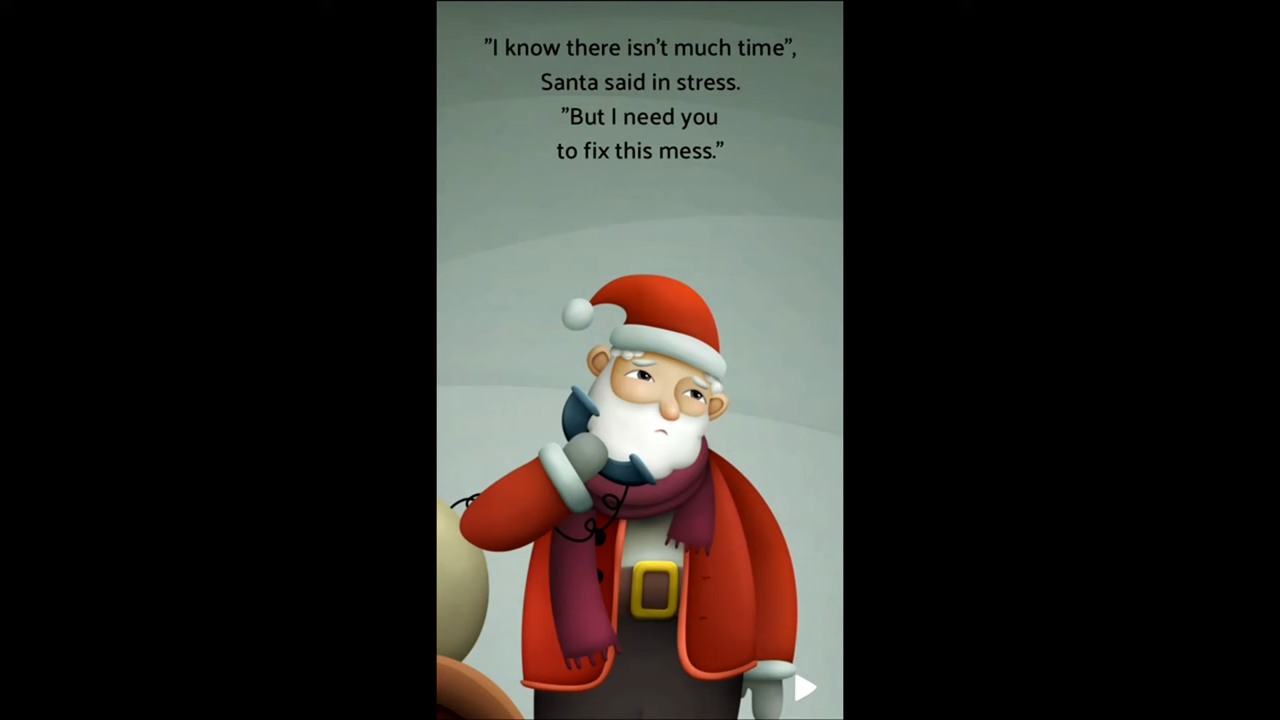 ”I know there isn’t much time”,
Santa said in stress.
”But I need you
to fix this mess.”